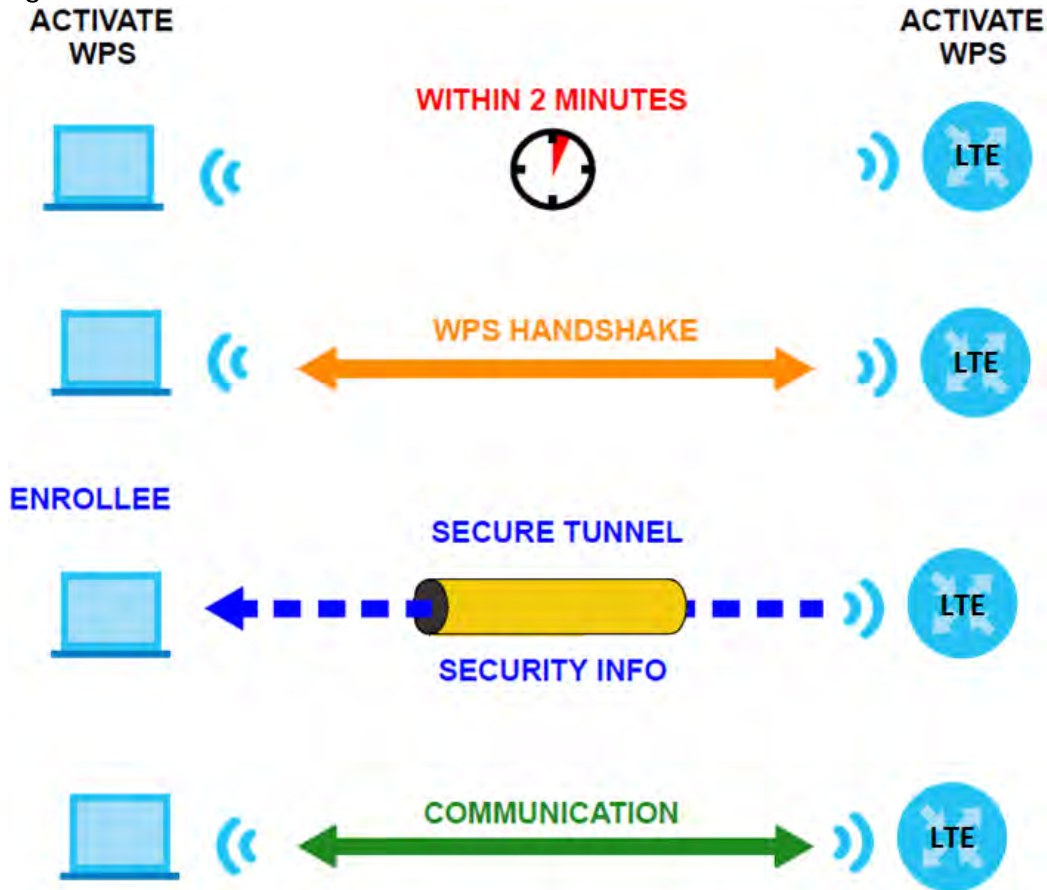 ACTIVATE
WPS
ACTIVATE
WPS
WITHIN 2 MINUTES
LTE
WPS HANDSHAKE
LTE
ENROLLEE
SECURE TUNNEL
LTE
SECURITY INFO
COMMUNICATION
LTE